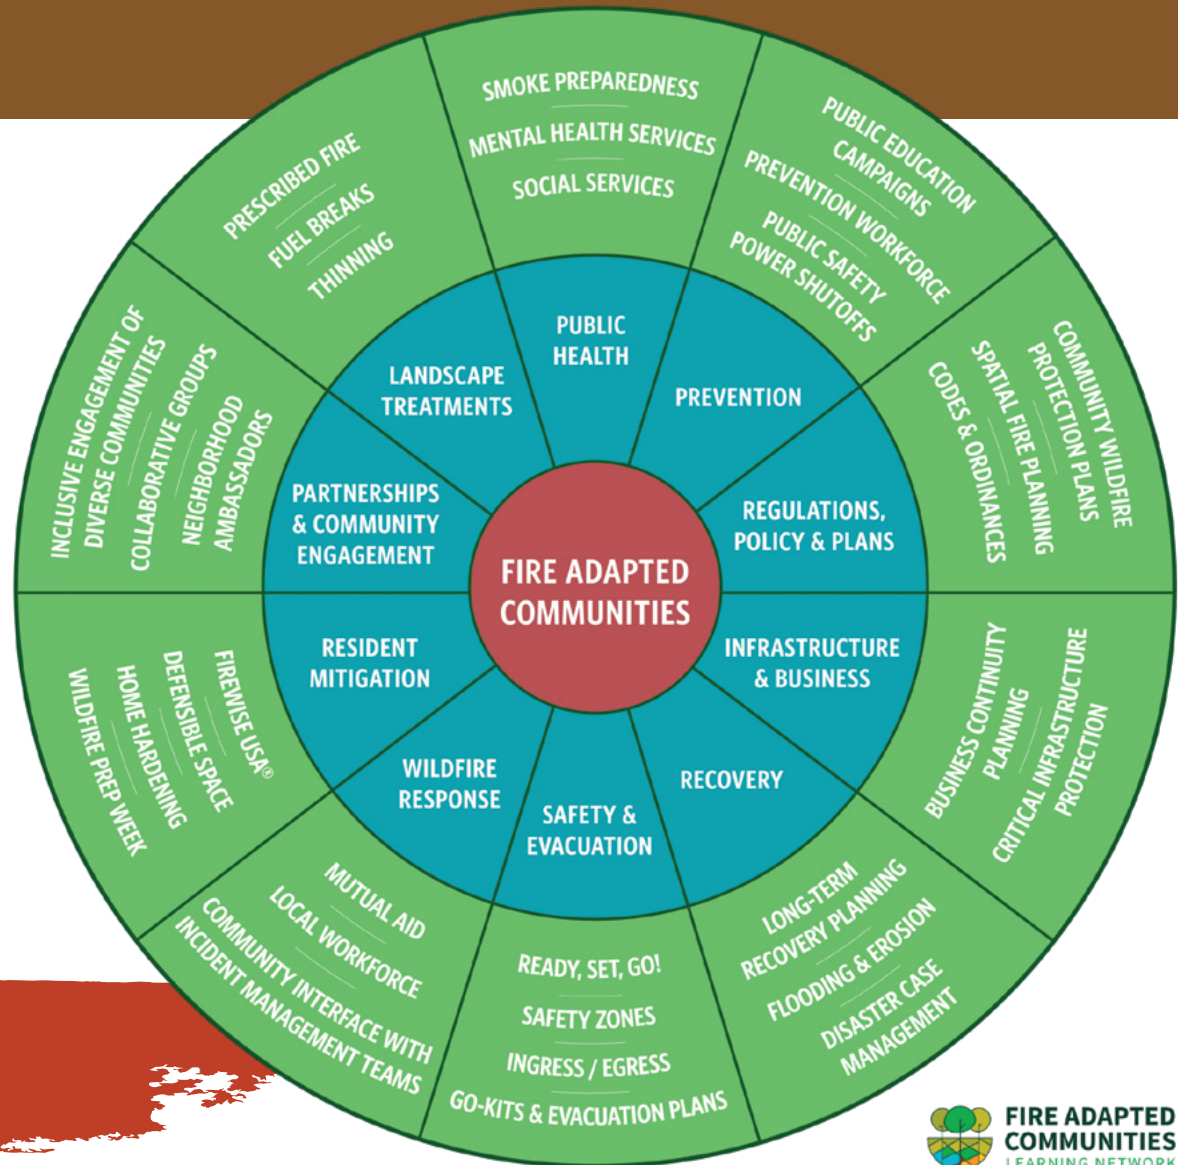 FIRE ADAPTED
COMMUNITIES
PUBLIC
HEALTH
SMOKE PREPAREDNESS
MENTAL HEALTH SERVICES
SOCIAL SERVICES
PREVENTION
PUBLIC EDUCATION
CAMPAIGNS
PREVENTION WORKFORCE
PUBLIC SAFETY
POWER SHUTOFFS
REGULATIONS,
POLICY & PLANS
COMMUNITY WILDFIRE
PROTECTION PLANS
SPATIAL FIRE PLANNING
CODES & ORDINANCES
INFRASTRUCTURE
& BUSINESS
BUSINESS CONTINUITY
PLANNING
CRITICAL INFRASTRUCTURE
PROTECTION
RECOVERY
LONG-TERM
RECOVERY PLANNING
FLOODING & EROSION
DISASTER CASE
MANAGEMENT
SAFETY &
EVACUATION
READY, SET, GO!
SAFETY ZONES
INGRESS / EGRESS
GO-KITS & EVACUATION PLANS
WILDFIRE
RESPONSE
MUTUAL AID
LOCAL WORKFORCE
COMMUNITY INTERFACE WITH
INCIDENT MANAGEMENT TEAMS
RESIDENT
MITIGATION
FIREWISE USA®
DEFENSIBLE SPACE
HOME HARDENING
WILDFIRE PREP WEEK
PARTNERSHIPS
& COMMUNITY
ENGAGEMENT
INCLUSIVE ENGAGEMENT OF
DIVERSE COMMUNITIES
COLLABORATIVE GROUPS
NEIGHBORHOOD
AMBASSADORS
LANDSCAPE
TREATMENTS
PRESCRIBED FIRE
FUEL BREAKS
THINNING
FIRE ADAPTED
COMMUNITIES
LEARNING NETWORK